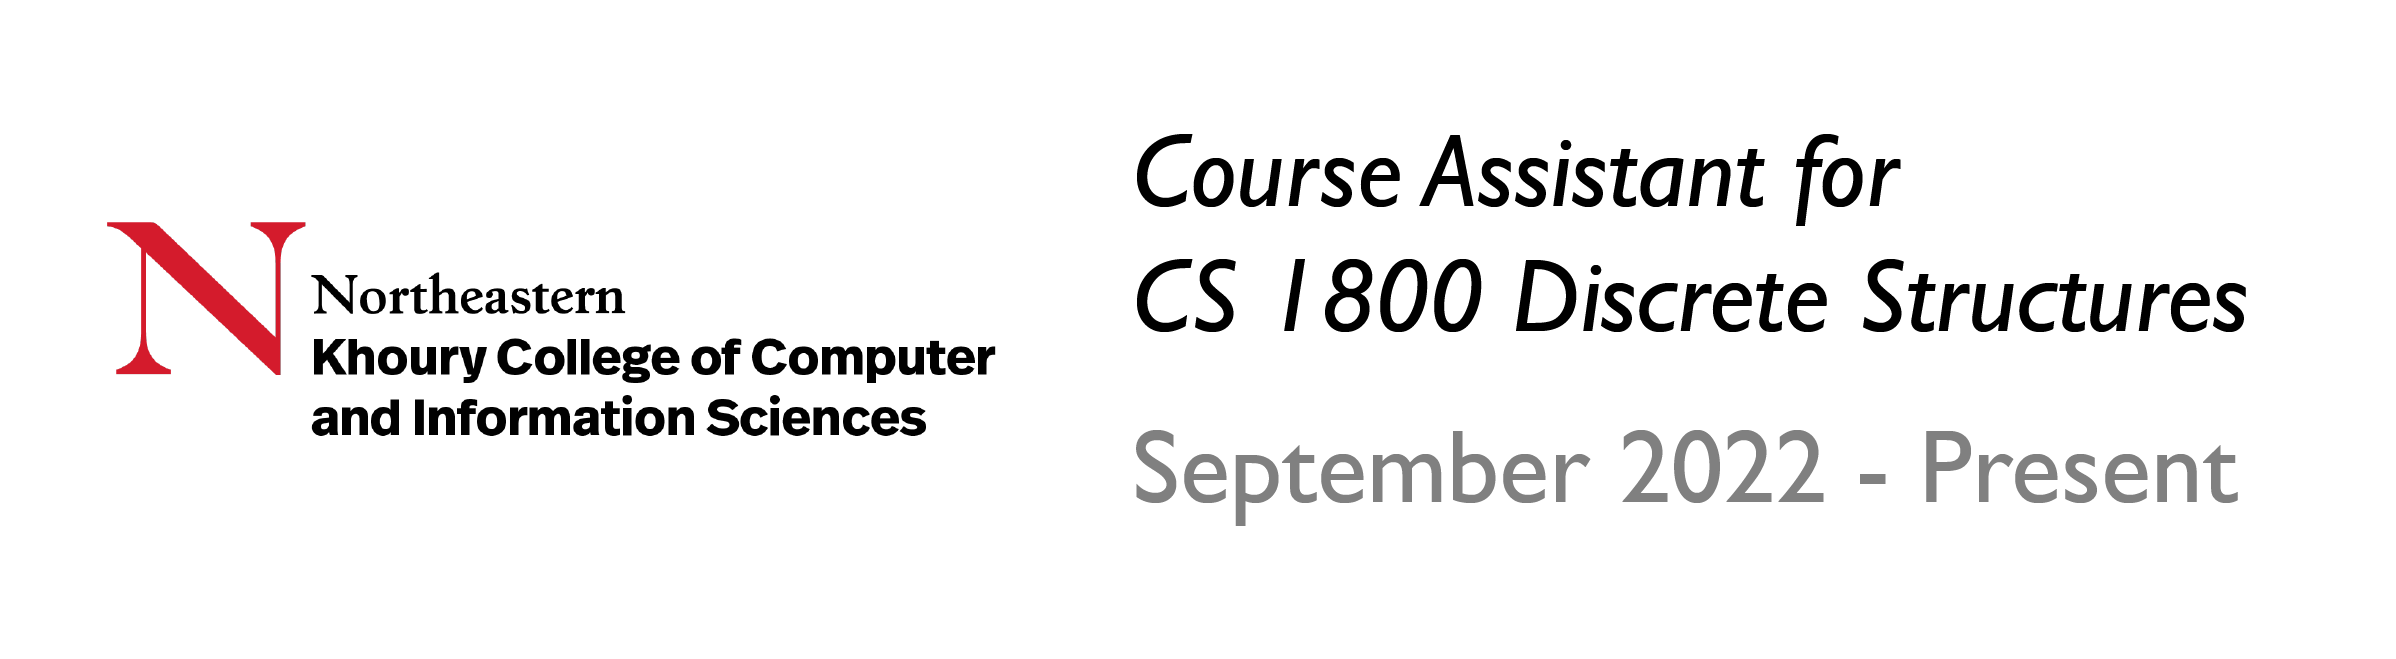 N
Northeastern
Khoury College of Computer
and Information Sciences
Course Assistant for
CS 1800 Discrete Structures
September 2022 - Present